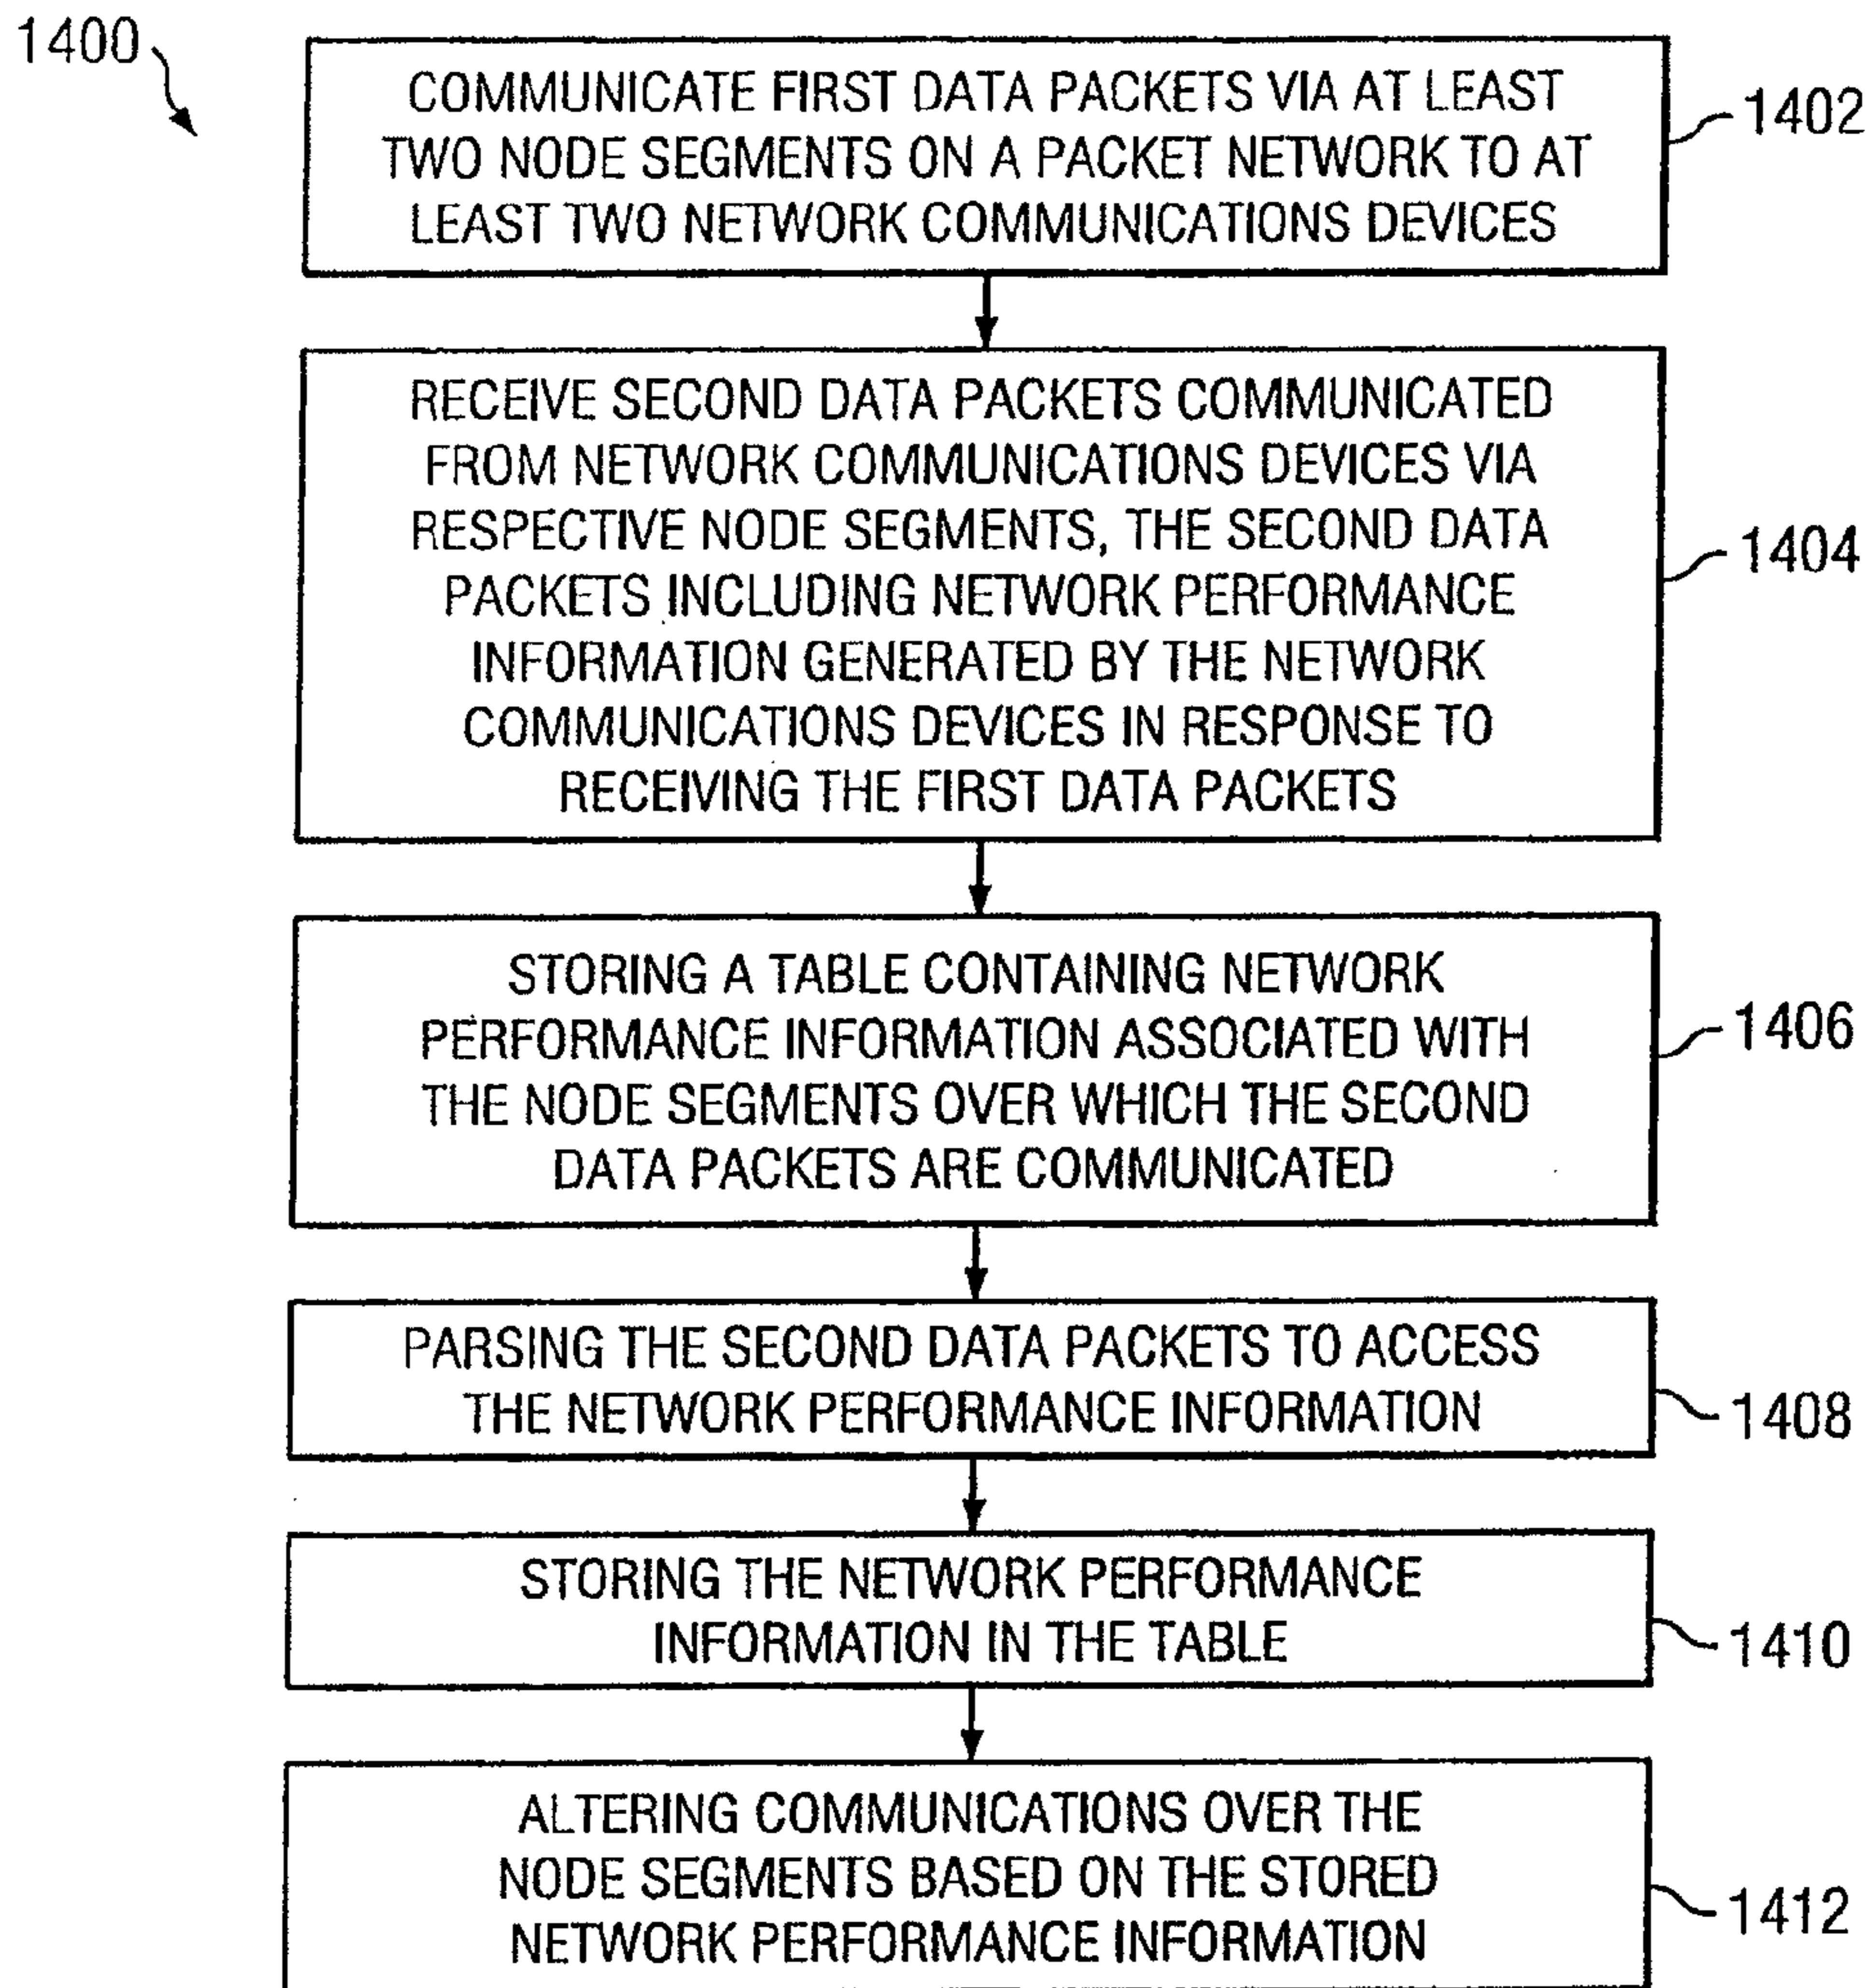 1400
COMMUNICATE FIRST DATA PACKETS VIA AT LEAST
TWO NODE SEGMENTS ON A PACKET NETWORK TO AT
LEAST TWO NETWORK COMMUNICATIONS DEVICES
1402
RECEIVE SECOND DATA PACKETS COMMUNICATED
FROM NETWORK COMMUNICATIONS DEVICES VIA
RESPECTIVE NODE SEGMENTS, THE SECOND DATA
PACKETS INCLUDING NETWORK PERFORMANCE
INFORMATION GENERATED BY THE NETWORK
COMMUNICATIONS DEVICES IN RESPONSE TO
RECEIVING THE FIRST DATA PACKETS
1404
STORING A TABLE CONTAINING NETWORK
PERFORMANCE INFORMATION ASSOCIATED WITH
THE NODE SEGMENTS OVER WHICH THE SECOND
DATA PACKETS ARE COMMUNICATED
1406
PARSING THE SECOND DATA PACKETS TO ACCESS
THE NETWORK PERFORMANCE INFORMATION
1408
STORING THE NETWORK PERFORMANCE
INFORMATION IN THE TABLE
1410
ALTERING COMMUNICATIONS OVER THE
NODE SEGMENTS BASED ON THE STORED
NETWORK PERFORMANCE INFORMATION
1412